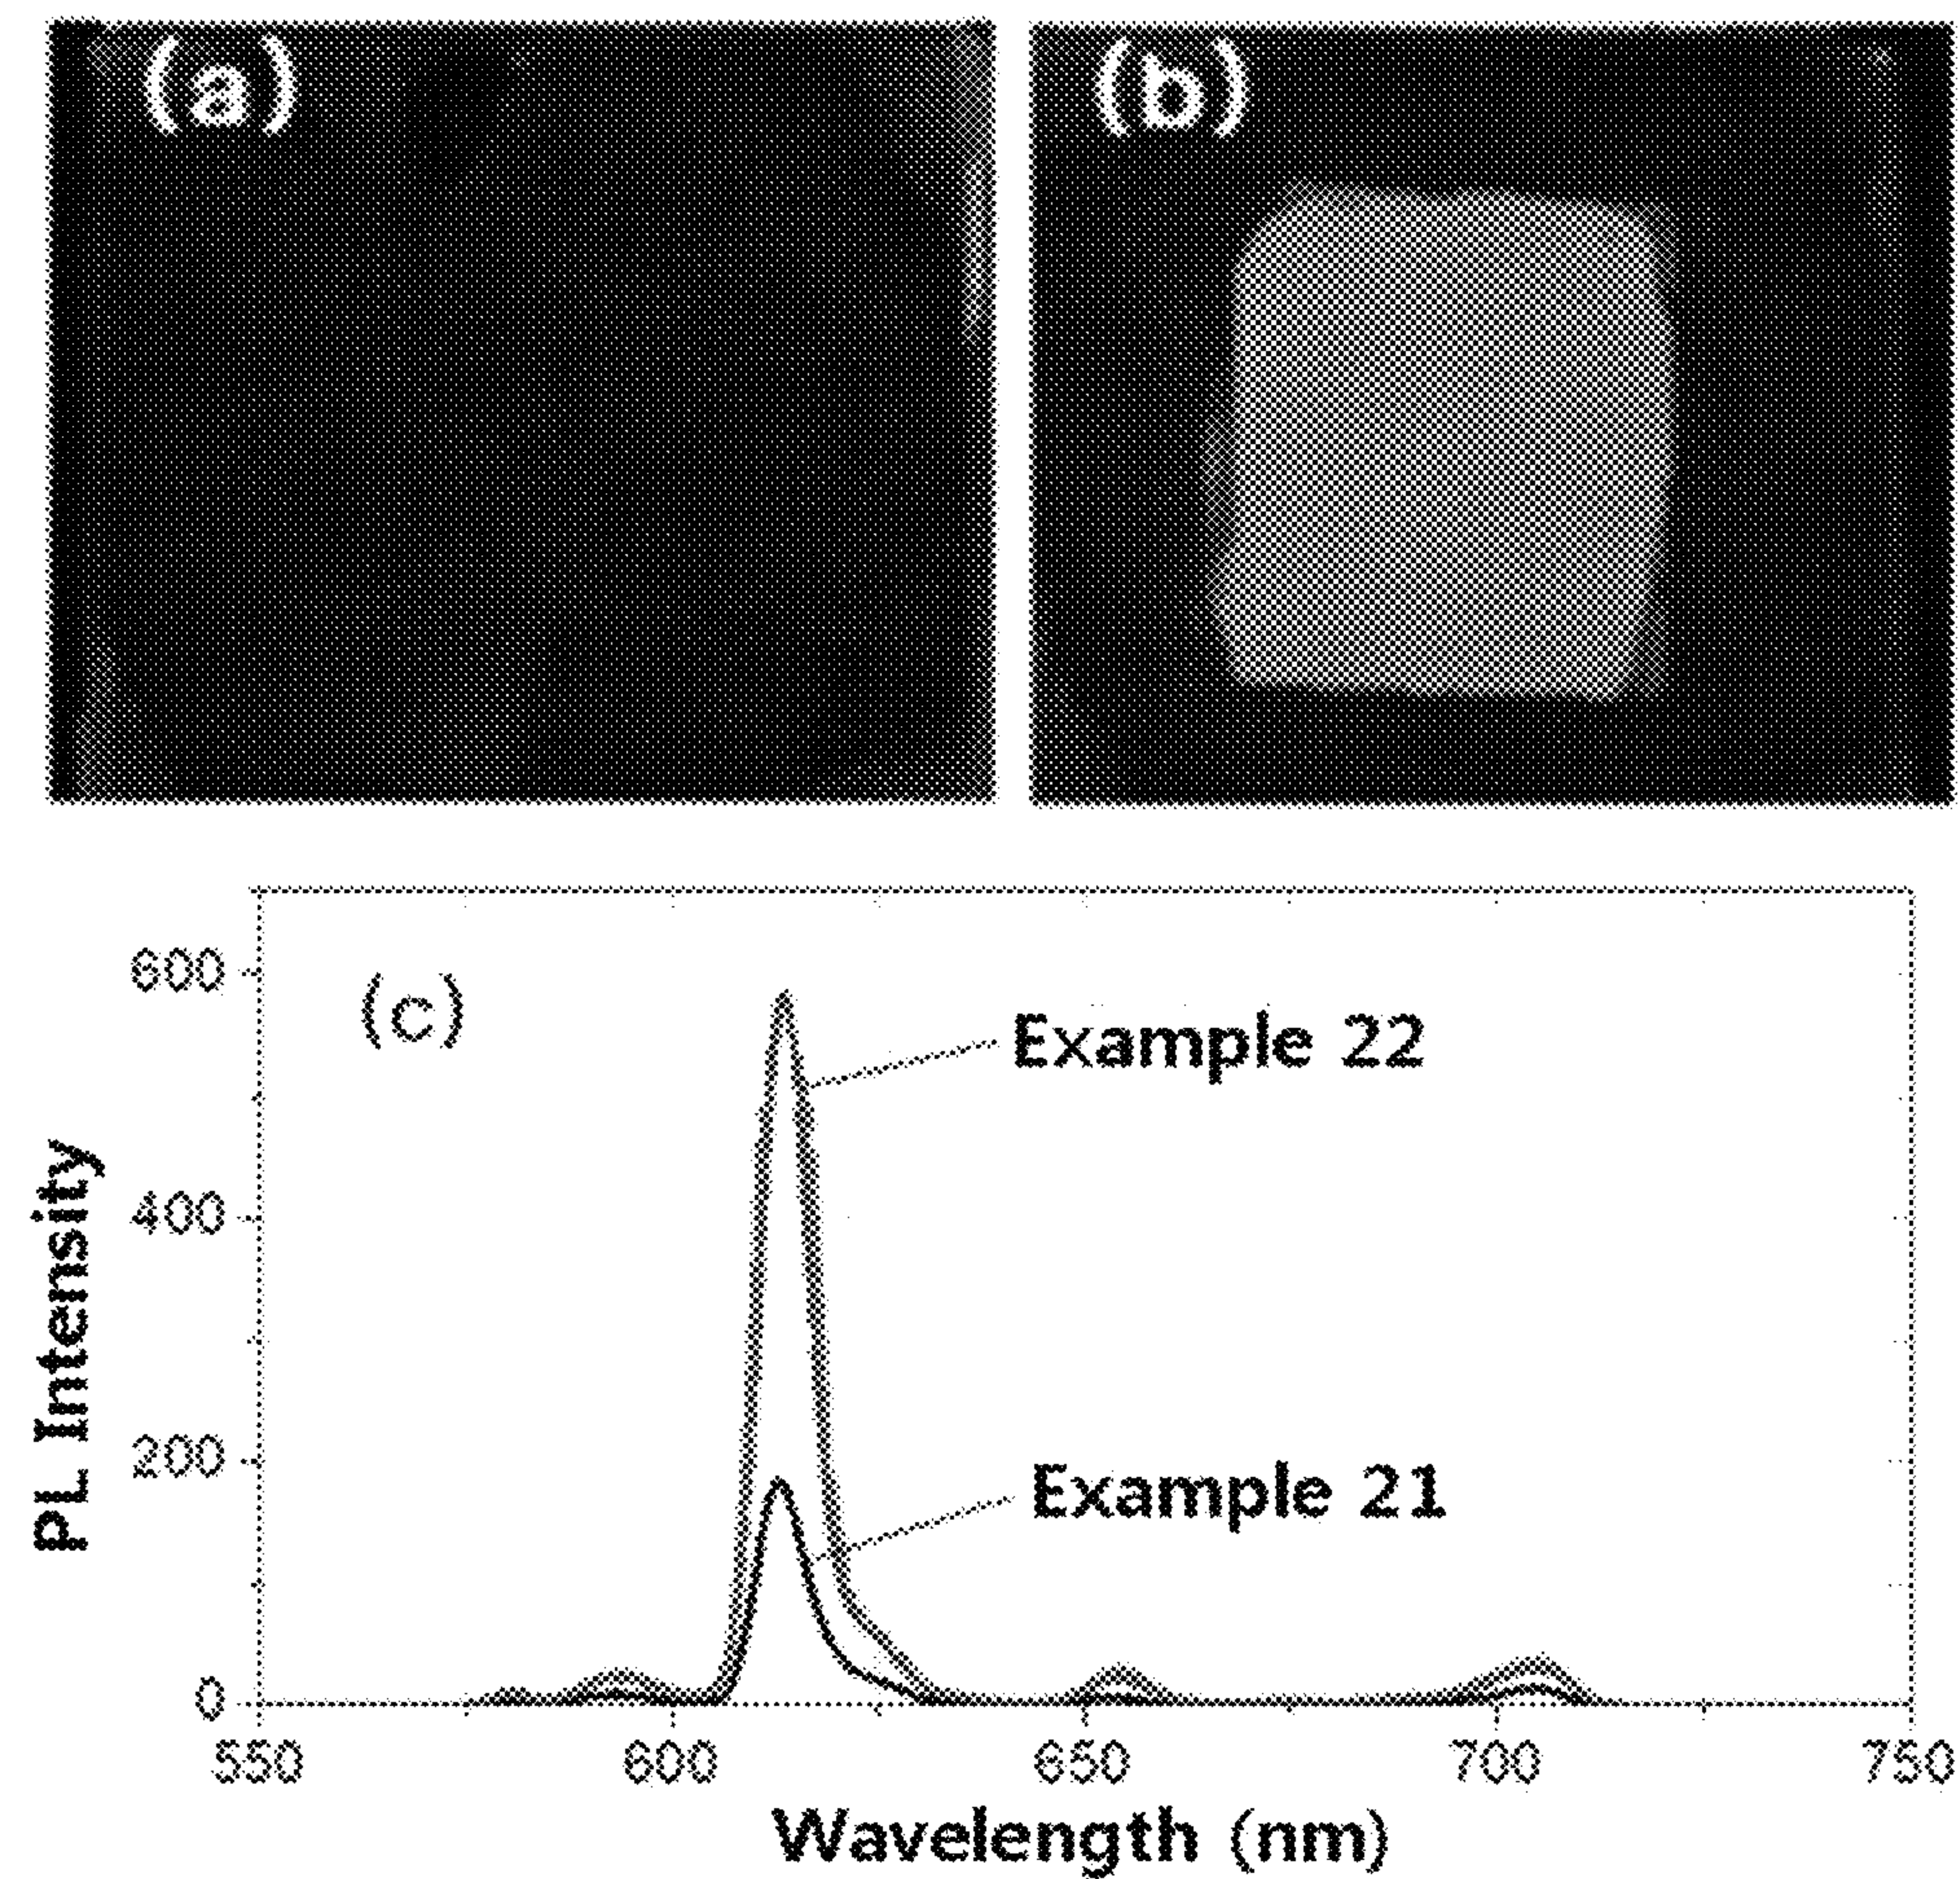 (a)
(b)
(c)
600
400
200
0
PL Intensity
Example 22
Example 21
550
600
650
700
750
Wavelength (nm)